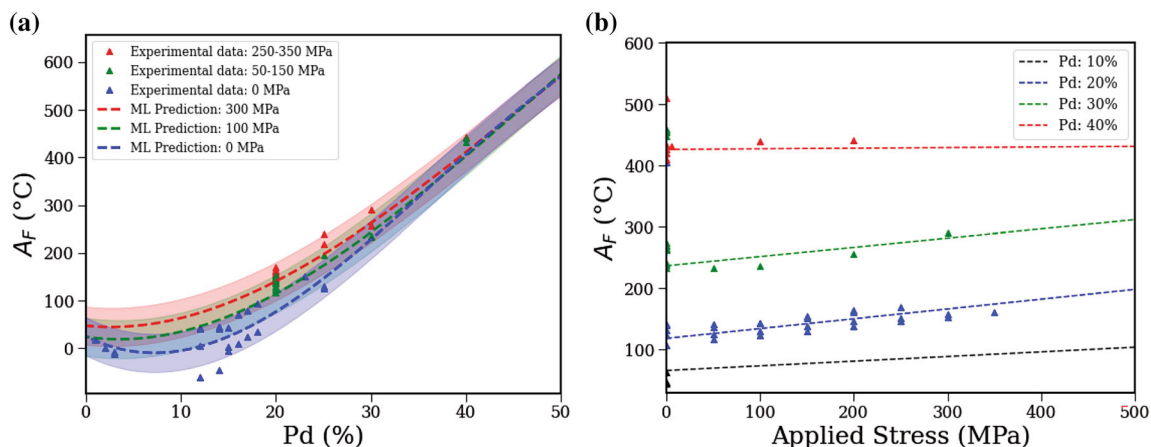 (a)
Experimental data: 250-350 MPa
Experimental data: 50-150 MPa
Experimental data: 0 MPa
ML Prediction: 300 MPa
ML Prediction: 100 MPa
ML Prediction: 0 MPa
600
500
400
300
200
100
0
A_F (°C)
0 10 20 30 40 50
Pd (%)
(b)
Pd: 10%
Pd: 20%
Pd: 30%
Pd: 40%
600
500
400
300
200
100
A_F (°C)
0 100 200 300 400 500
Applied Stress (MPa)